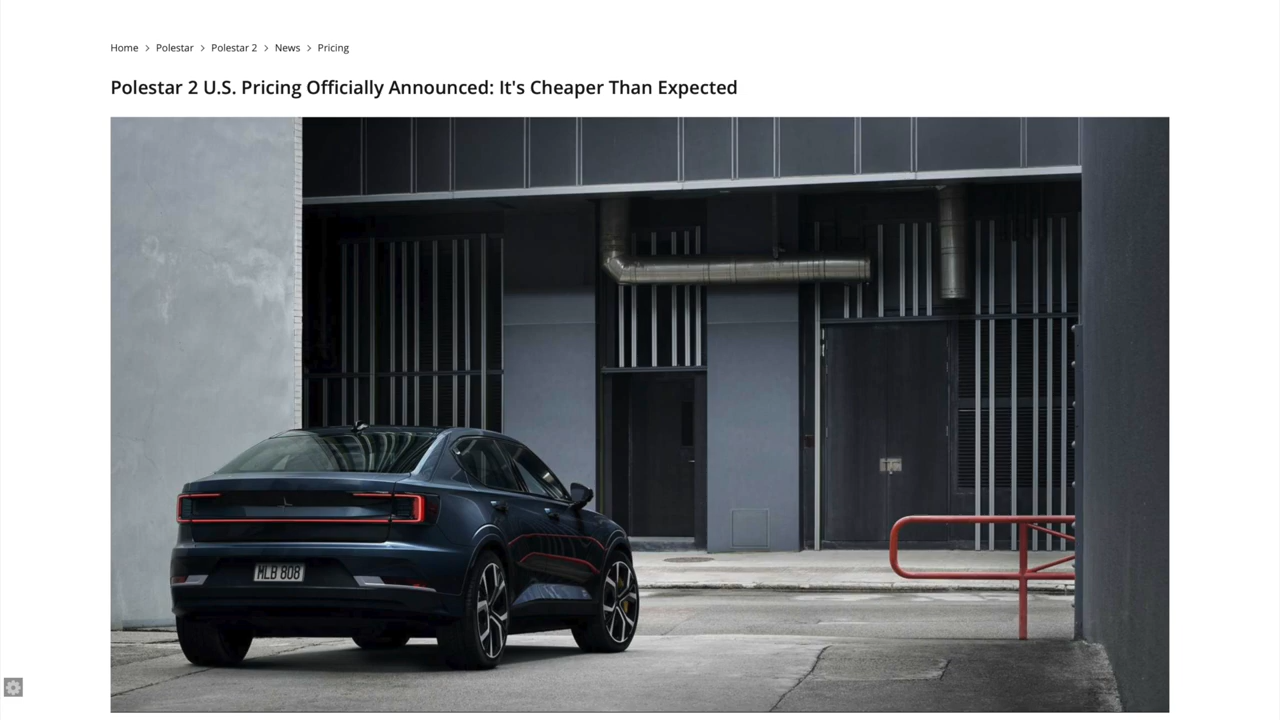 Home > Polestar > Polestar 2 > News > Pricing
Polestar 2 U.S. Pricing Officially Announced: It's Cheaper Than Expected
MLB 808